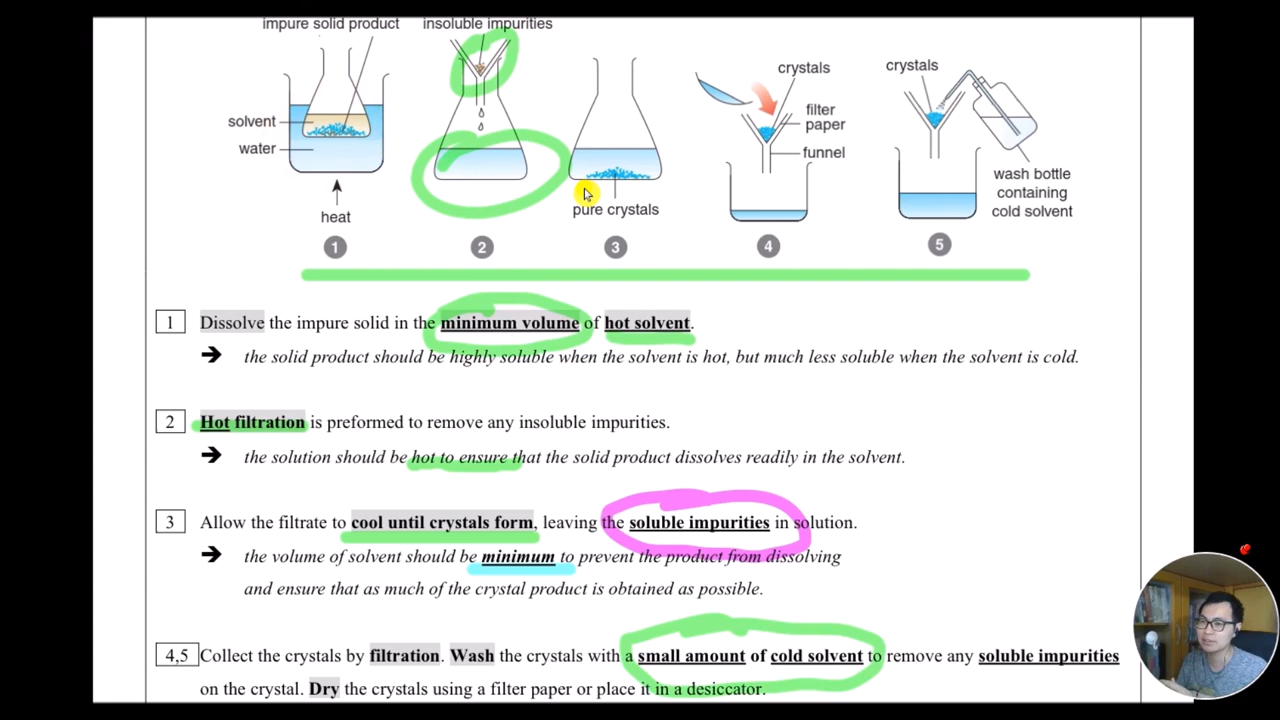 impure solid product
insoluble impurities
solvent
water
heat
pure crystals
crystals
filter
paper
funnel
crystals
wash bottle
containing
cold solvent
1
2
3
4
5
1 Dissolve the impure solid in the minimum volume of hot solvent.
➔ the solid product should be highly soluble when the solvent is hot, but much less soluble when the solvent is cold.
2 Hot filtration is preformed to remove any insoluble impurities.
➔ the solution should be hot to ensure that the solid product dissolves readily in the solvent.
3 Allow the filtrate to cool until crystals form, leaving the soluble impurities in solution.
➔ the volume of solvent should be minimum to prevent the product from dissolving
and ensure that as much of the crystal product is obtained as possible.
4,5 Collect the crystals by filtration. Wash the crystals with a small amount of cold solvent to remove any soluble impurities
on the crystal. Dry the crystals using a filter paper or place it in a desiccator.